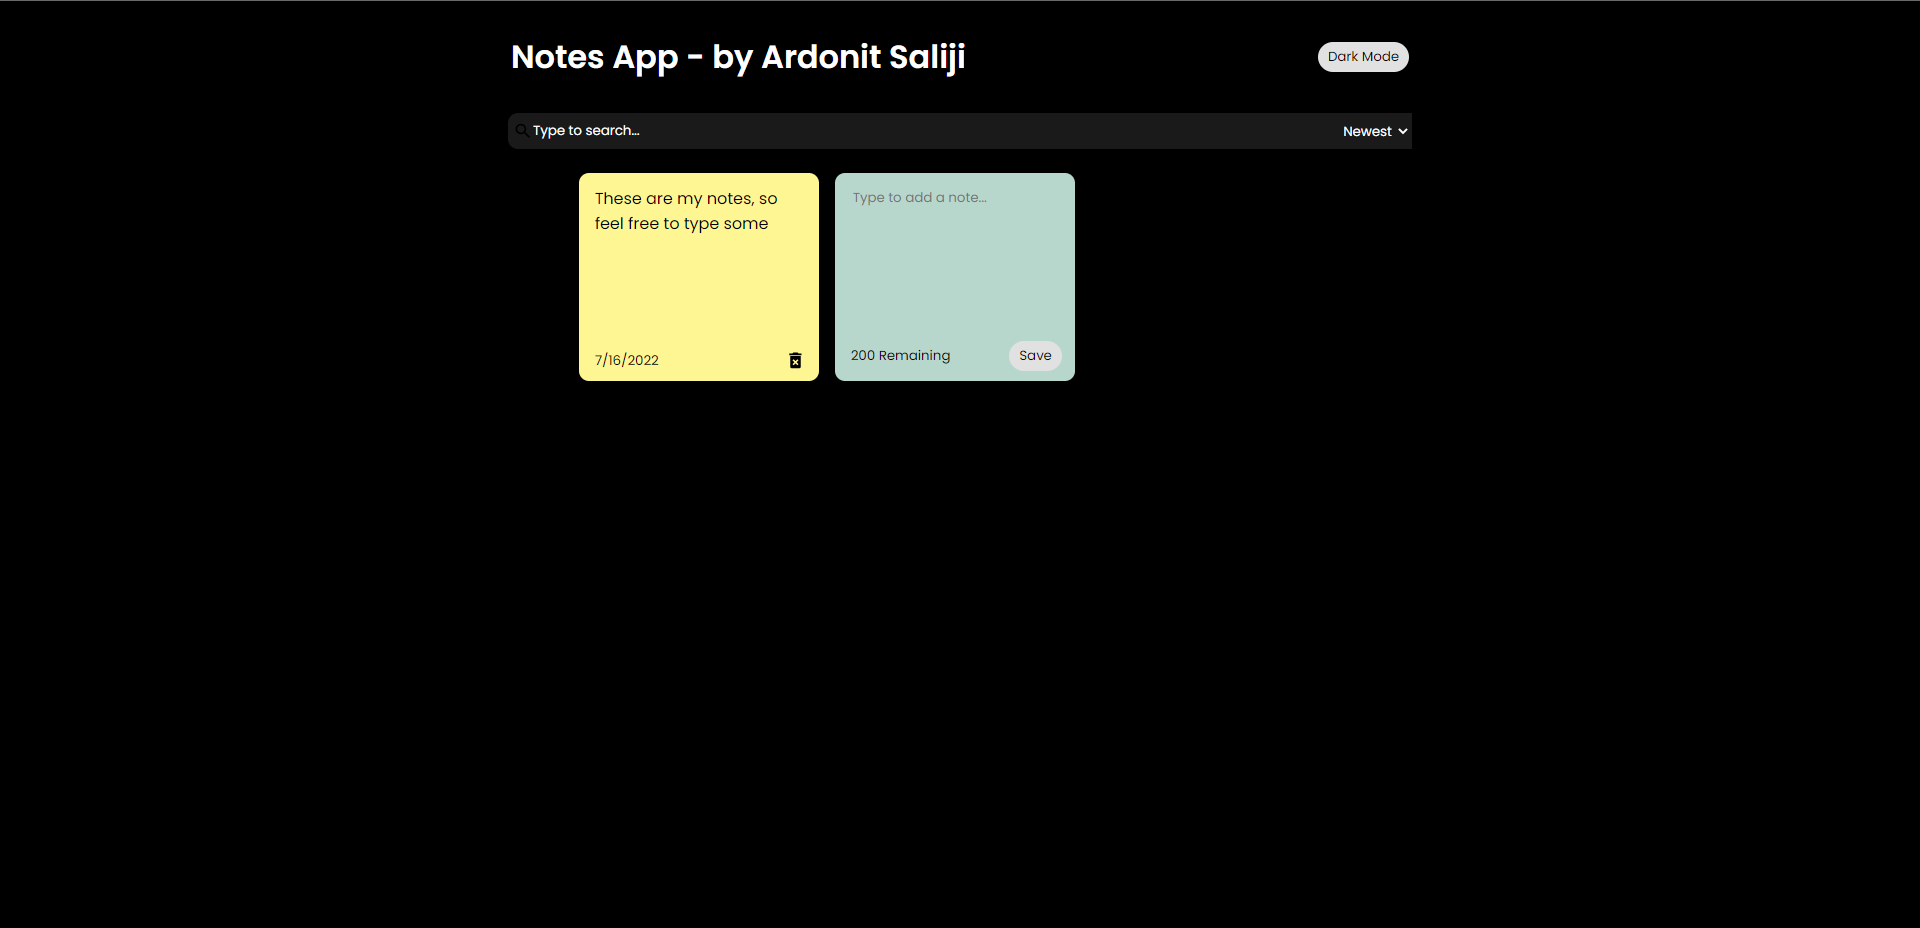 Notes App - by Ardonit Saliji
Dark Mode
Type to search...
Newest
These are my notes, so
feel free to type some
7/16/2022
Type to add a note...
200 Remaining
Save